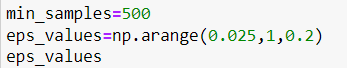 min_samples=500
eps_values=np.arange(0.025,1,0.2)
eps_values